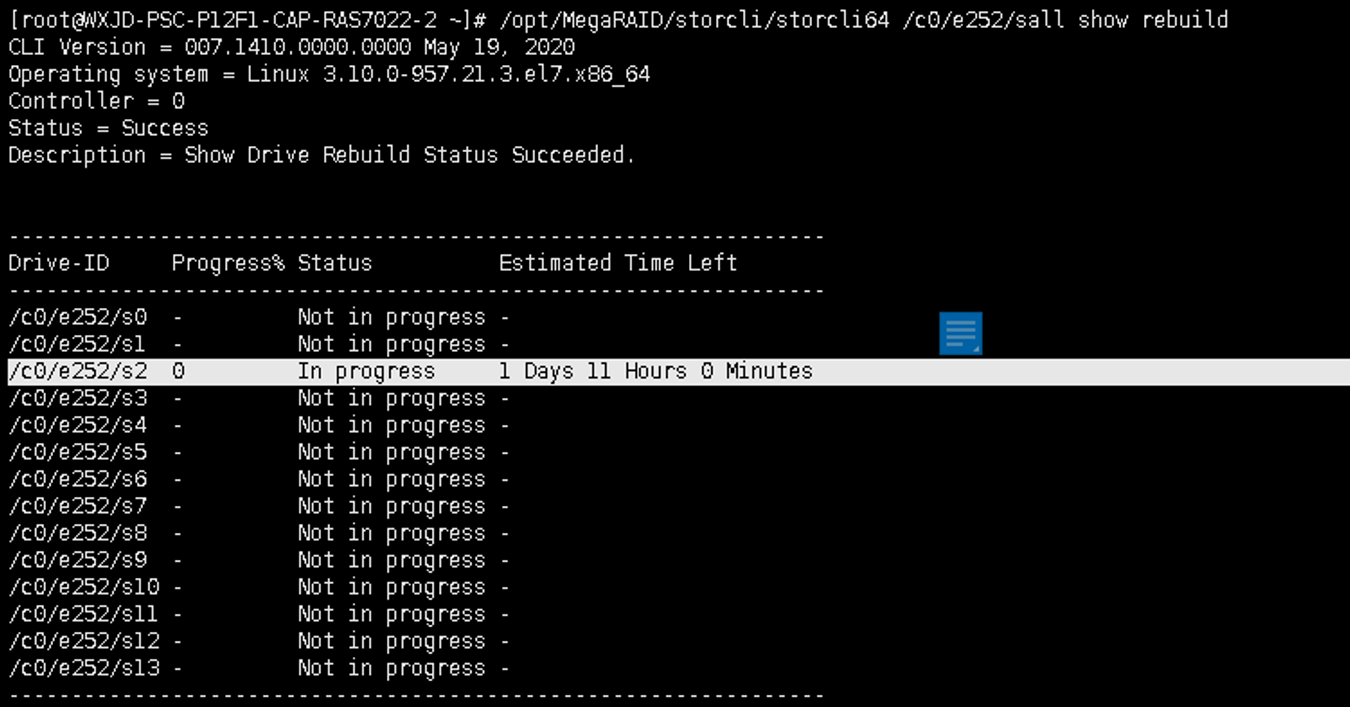 [root@WXJD-PSC-P12F1-CAP-RAS7022-2 ~]# /opt/MegaRAID/storcli/storcli64 /c0/e252/sall show rebuild
CLI Version = 007.1410.0000.0000 May 19, 2020
Operating system = Linux 3.10.0-957.21.3.el7.x86_64
Controller = 0
Status = Success
Description = Show Drive Rebuild Status Succeeded.
-----------------------------------------------------------------
Drive-ID     Progress% Status          Estimated Time Left
-----------------------------------------------------------------
/c0/e252/s0  -         Not in progress -
/c0/e252/s1  -         Not in progress -
/c0/e252/s2  0         In progress     1 Days 11 Hours 0 Minutes
/c0/e252/s3  -         Not in progress -
/c0/e252/s4  -         Not in progress -
/c0/e252/s5  -         Not in progress -
/c0/e252/s6  -         Not in progress -
/c0/e252/s7  -         Not in progress -
/c0/e252/s8  -         Not in progress -
/c0/e252/s9  -         Not in progress -
/c0/e252/s10 -         Not in progress -
/c0/e252/s11 -         Not in progress -
/c0/e252/s12 -         Not in progress -
/c0/e252/s13 -         Not in progress -
-----------------------------------------------------------------